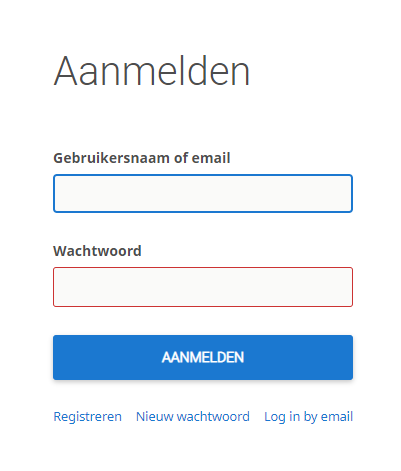 Aanmelden
Gebruikersnaam of email
Wachtwoord
AANMELDEN
Registreren Nieuw wachtwoord Log in by email